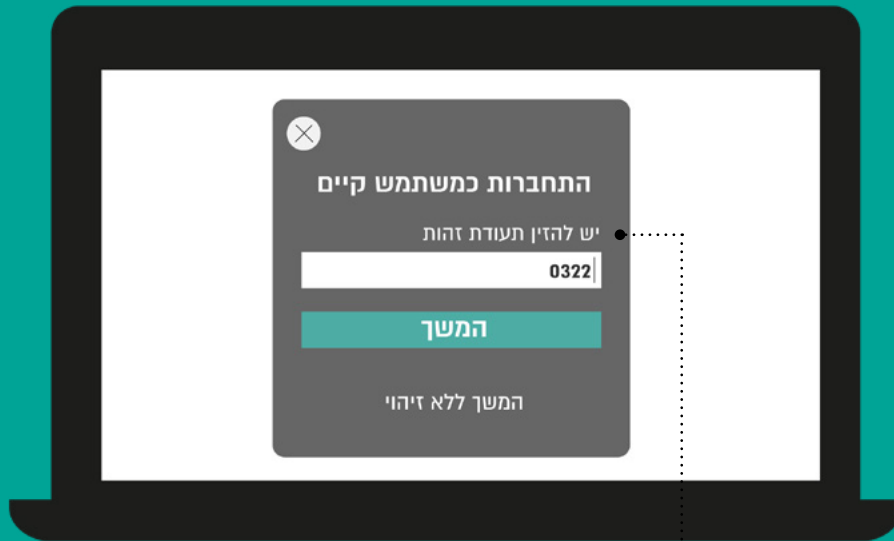 התחברות כמשתמש קיים
יש להזין תעודת זהות
0322
המשך
המשך ללא זיהוי